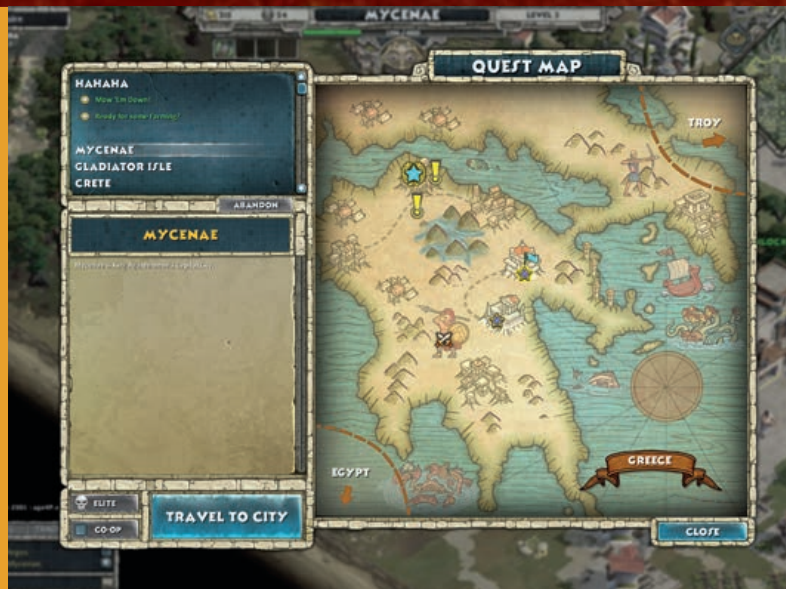 MYCENAE
LEVEL 3
QUEST MAP
HAHAHA
Mow 'Em Down!
Ready for some Farming?
MYCENAE
GLADIATOR ISLE
CRETE
ABANDON
MYCENAE
TROY
EGYPT
GREECE
ELITE
CO-OP
TRAVEL TO CITY
CLOSE